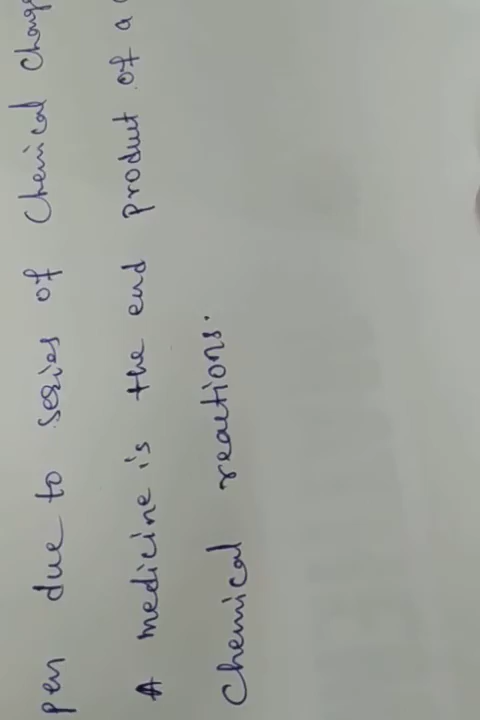 pen due to series of Chemical
A medicine is the end product of a
Chemical reactions.